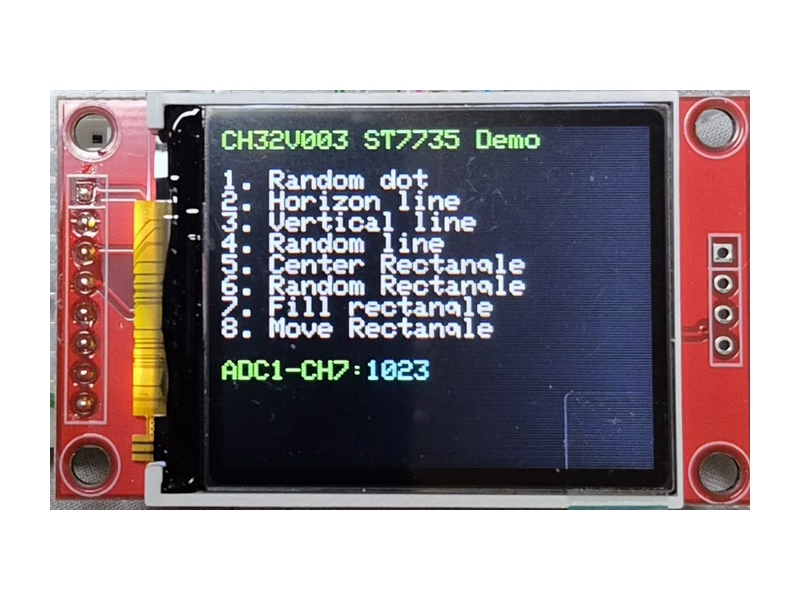 CH32V003 ST7735 Demo
1. Random dot
2. Horizon line
3. Vertical line
4. Random line
5. Center Rectangle
6. Random Rectangle
7. Fill rectangle
8. Move Rectangle
ADC1-CH7:1023